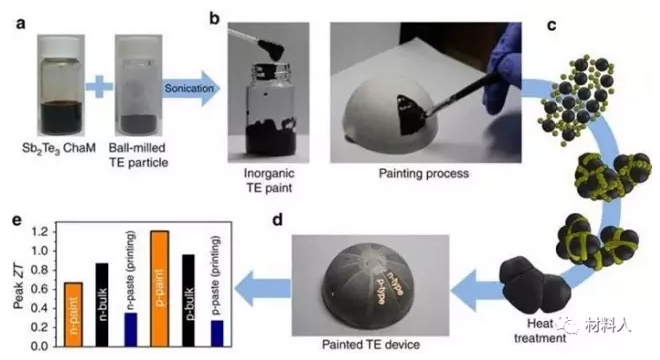 a
Sb2Te3 ChaM
Ball-milled TE
particle
Sonication
b
Inorganic
TE paint
Painting process
c
Heat
treatment
d
n-type
p-type
Painted TE device
e
Peak ZT
1.2
1.0
0.8
0.6
0.4
0.2
0.0
n-paint
n-bulk
n-paste (printing)
p-paint
p-bulk
p-paste (printing)
材料人